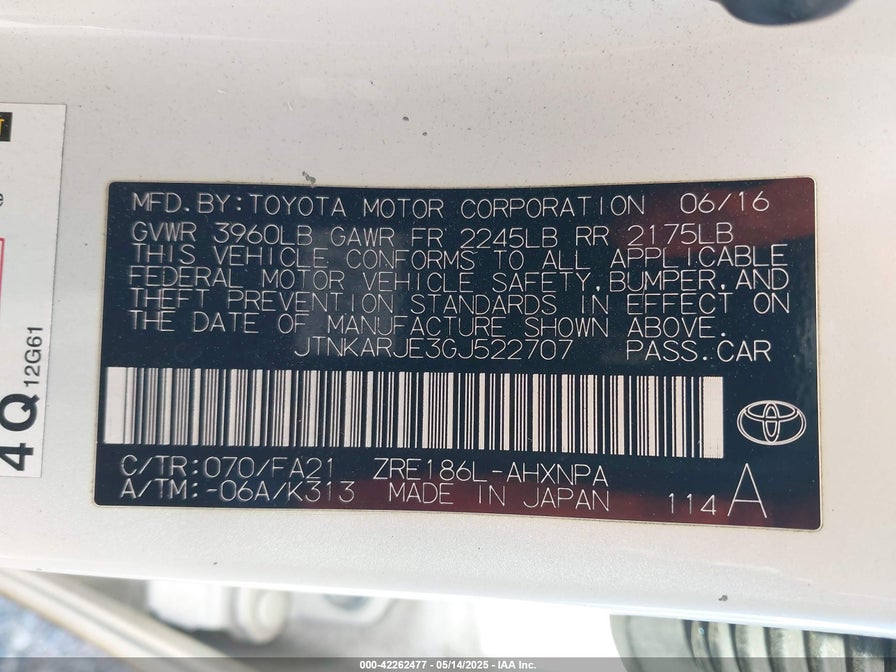 MFD.BY:TOYOTA MOTOR CORPORATION 06/16
GVWR 3960LB GAWR FR 2245LB RR 2175LB
THIS VEHICLE CONFORMS TO ALL APPLICABLE
FEDERAL MOTOR VEHICLE SAFETY,BUMPER,AND
THEFT PREVENTION STANDARDS IN EFFECT ON
THE DATE OF MANUFACTURE SHOWN ABOVE.
JTNKARJE3GJ522707 PASS.CAR
C/TR:070/FA21 ZRE186L-AHXNPA
A/TM:-06A/K313 MADE IN JAPAN 114 A
4Q 12G61
000-42262477 - 05/14/2025 - IAA Inc.